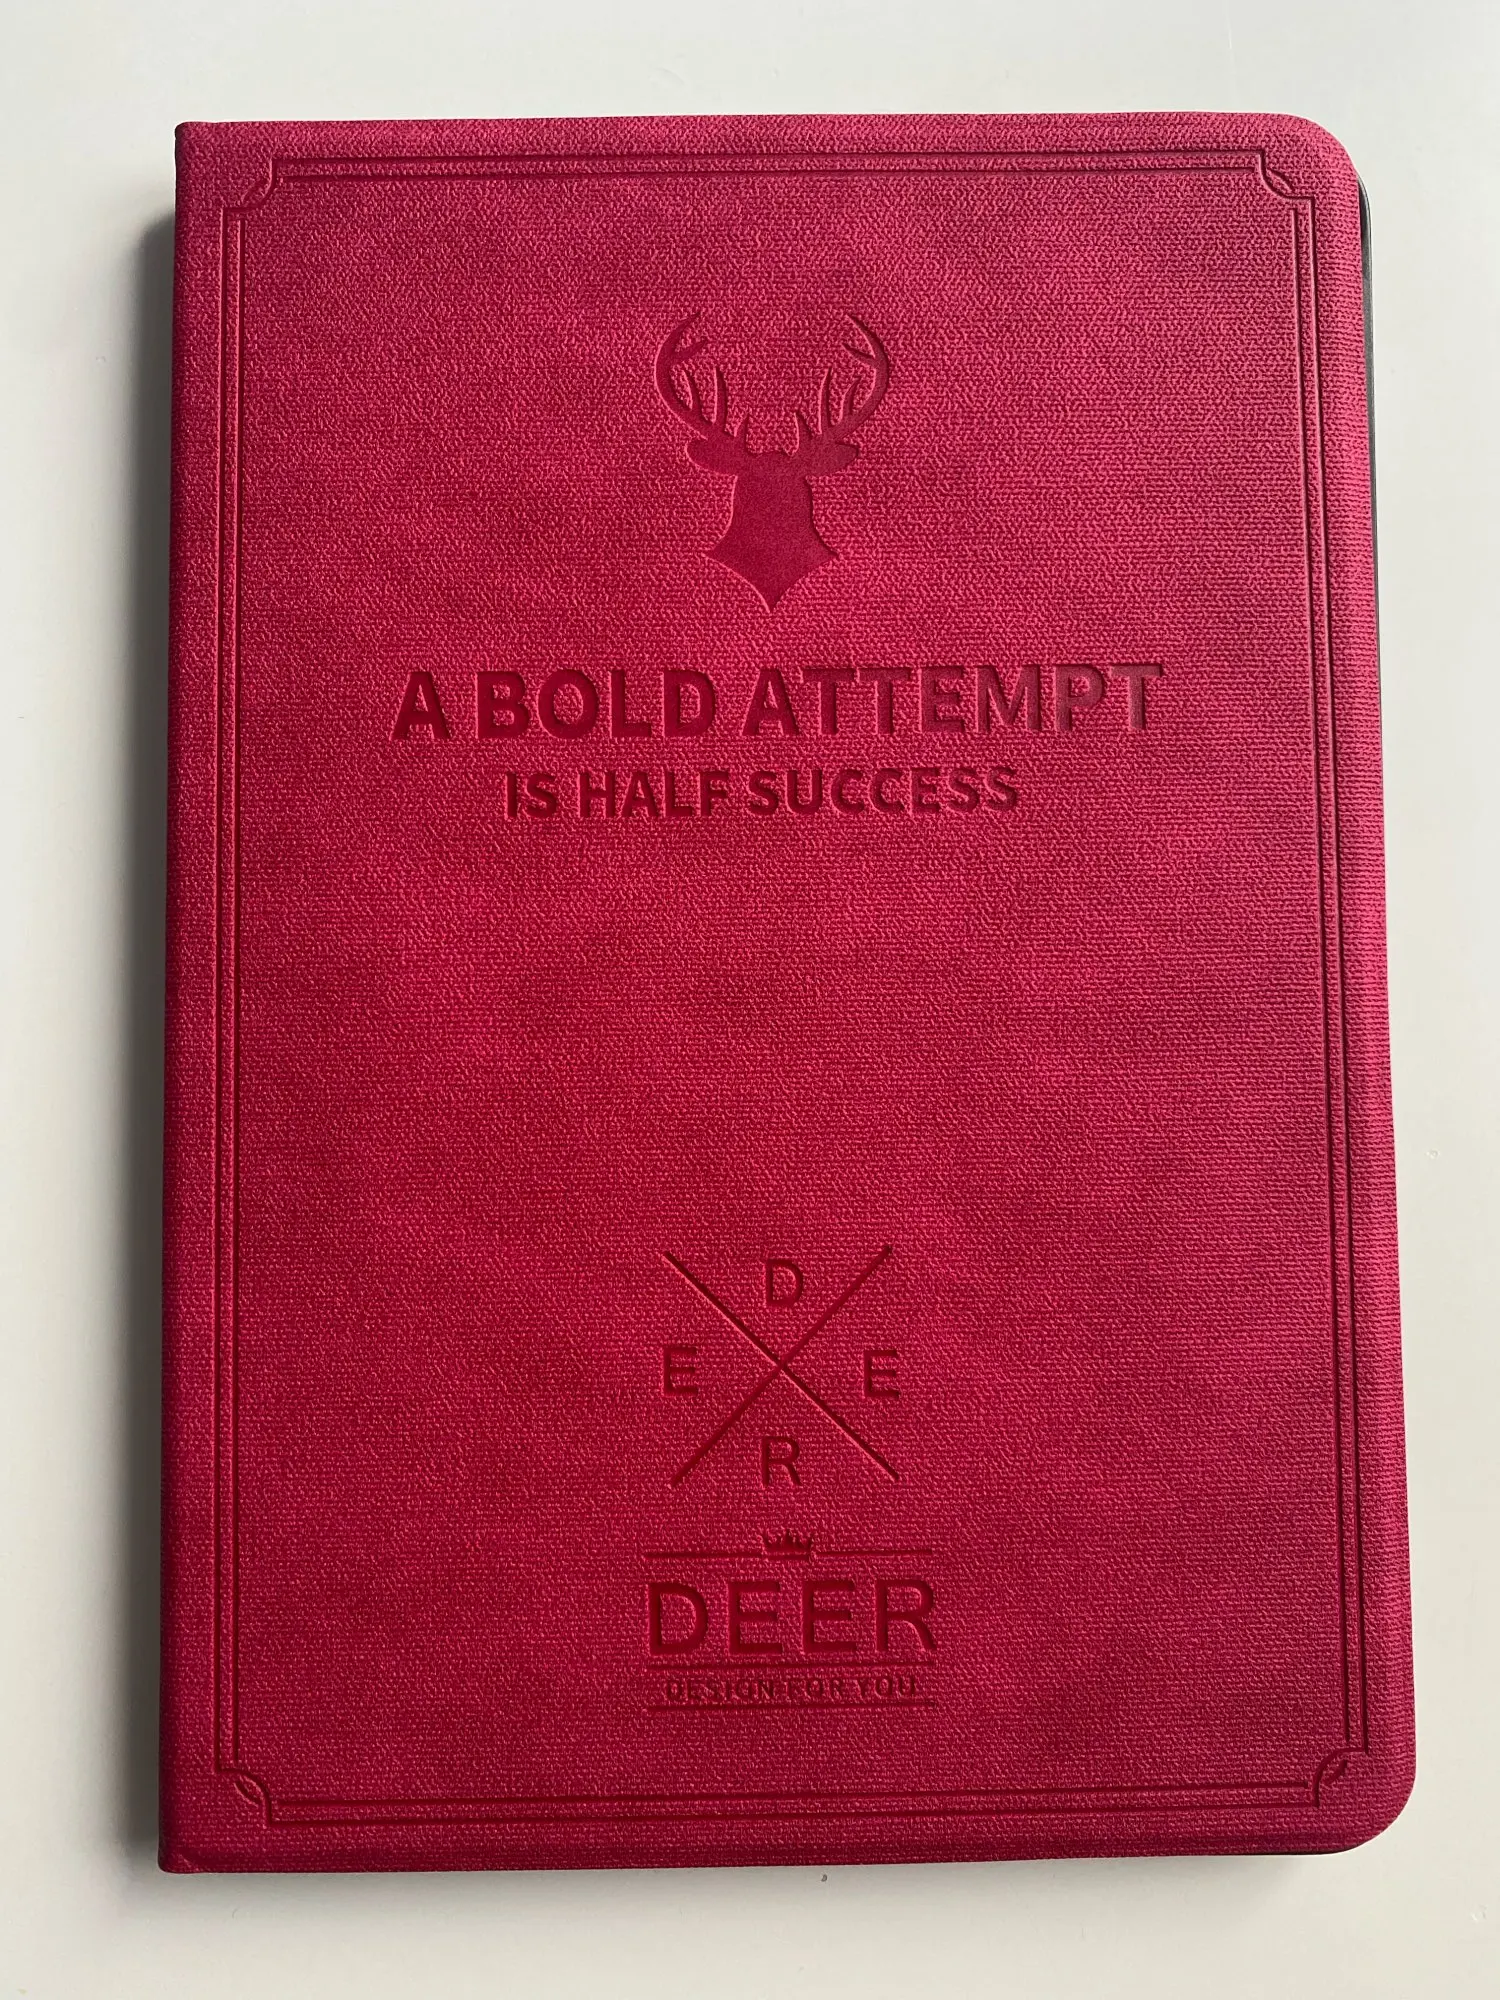 A BOLD ATTEMPT
IS HALF SUCCESS
D
E E
R
DEER
DESIGN FOR YOU